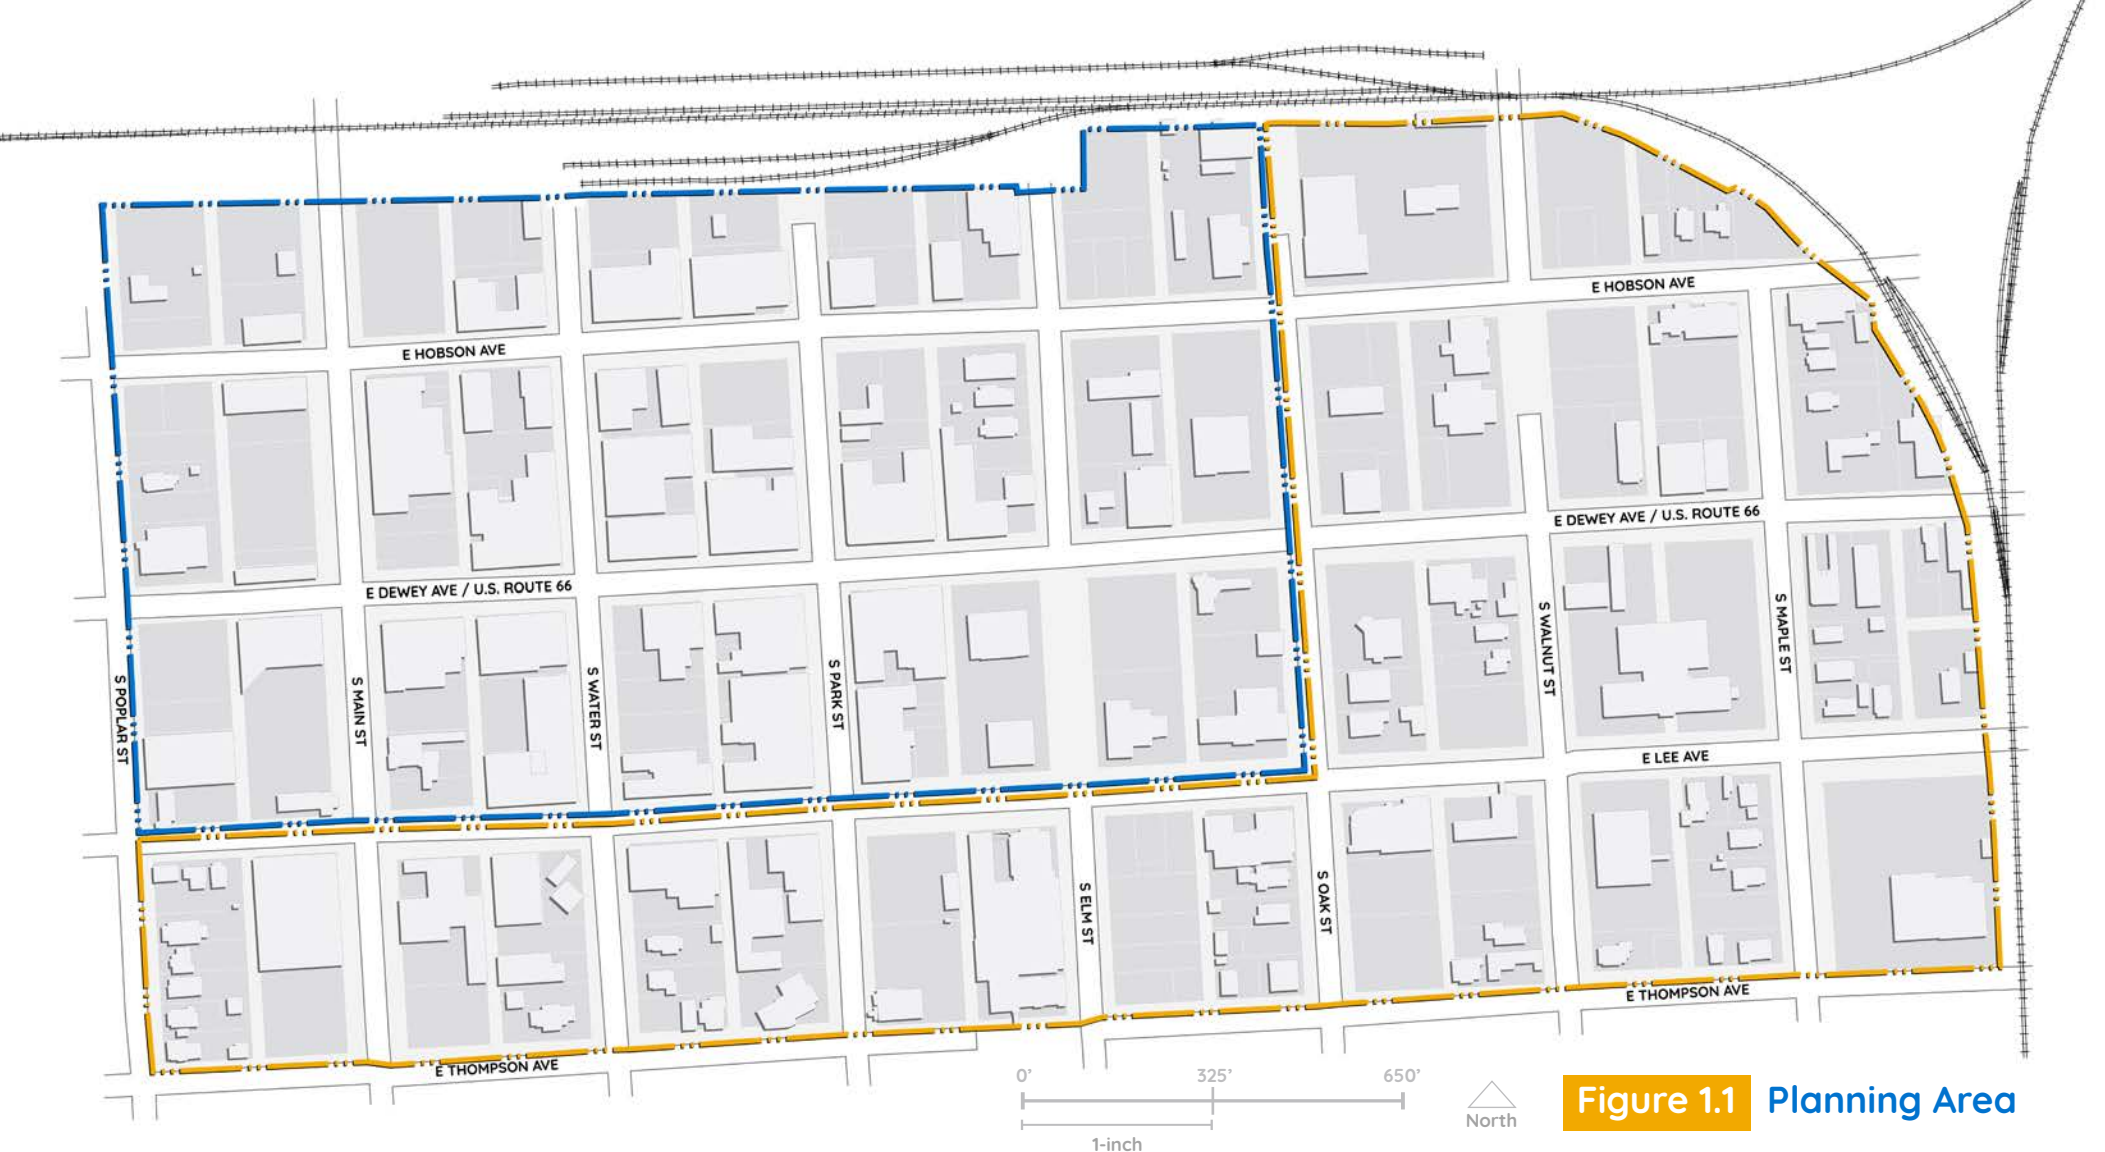 E HOBSON AVE
E HOBSON AVE
E DEWEY AVE / U.S. ROUTE 66
E DEWEY AVE / U.S. ROUTE 66
S POPLAR ST
S MAIN ST
S WATER ST
S PARK ST
S WALNUT ST
S MAPLE ST
E LEE AVE
S ELM ST
S OAK ST
E THOMPSON AVE
E THOMPSON AVE
0' 325' 650'
1-inch
North
Figure 1.1 Planning Area